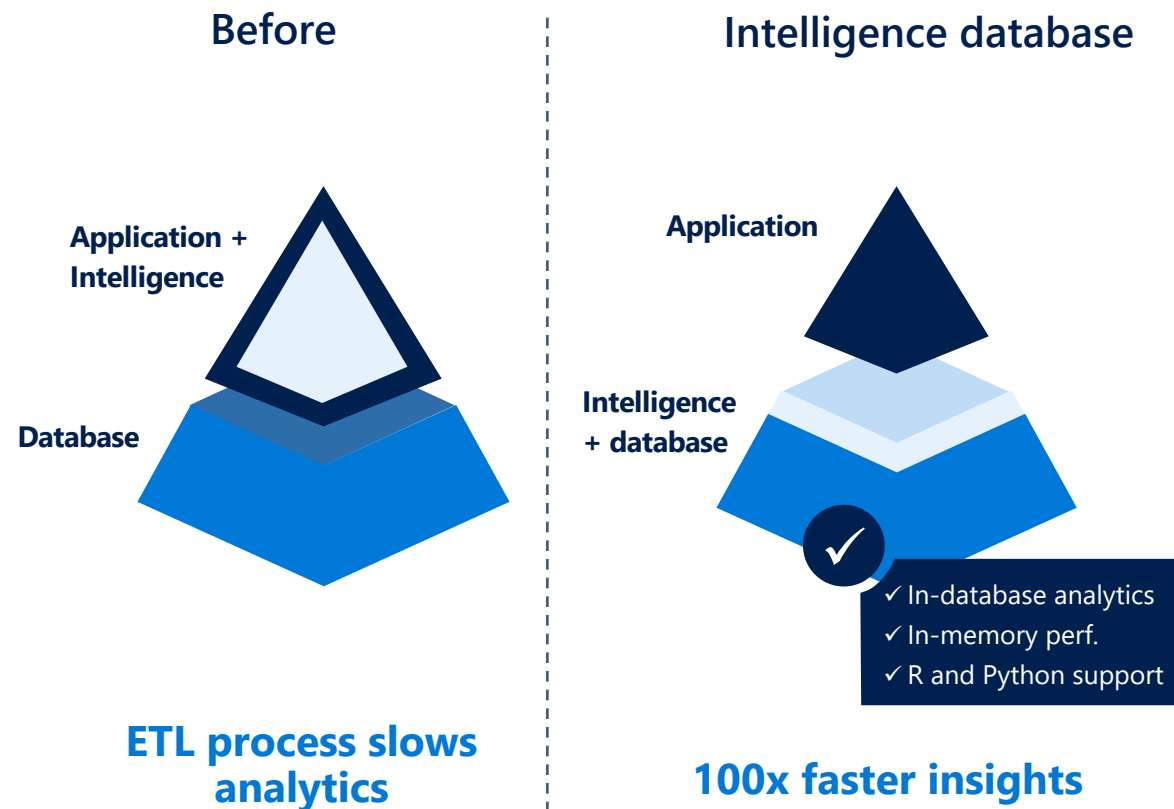 Before
Application +
Intelligence
Database
ETL process slows
analytics
Intelligence database
Application
Intelligence
+ database
✓ In-database analytics
✓ In-memory perf.
✓ R and Python support
100x faster insights